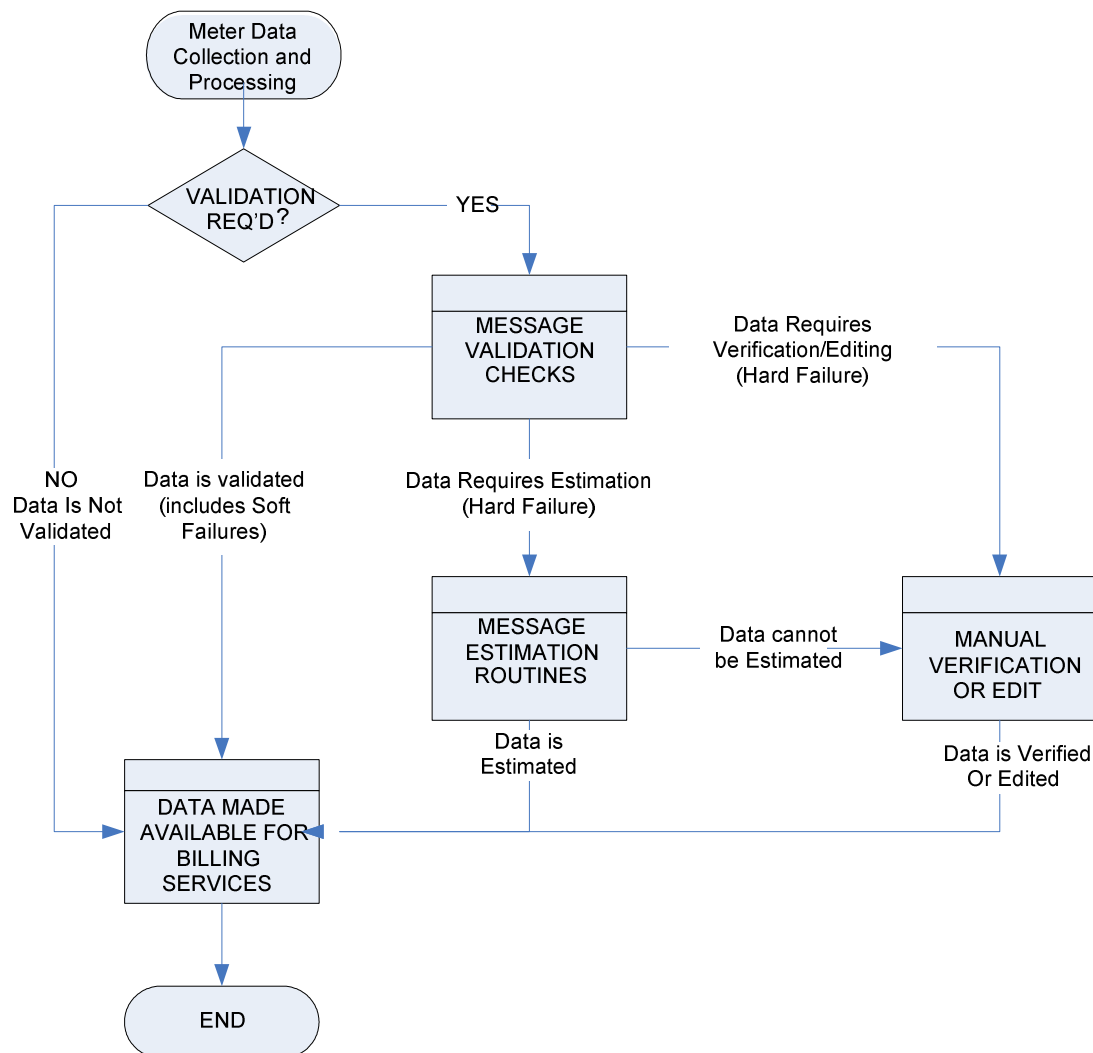 Meter Data
Collection and
Processing
VALIDATION
REQ'D?
YES
MESSAGE
VALIDATION
CHECKS
Data Requires
Verification/Editing
(Hard Failure)
NO
Data Is Not
Validated
Data is validated
(includes Soft
Failures)
Data Requires Estimation
(Hard Failure)
MESSAGE
ESTIMATION
ROUTINES
Data cannot
be Estimated
MANUAL
VERIFICATION
OR EDIT
Data is
Estimated
Data is Verified
Or Edited
DATA MADE
AVAILABLE FOR
BILLING
SERVICES
END